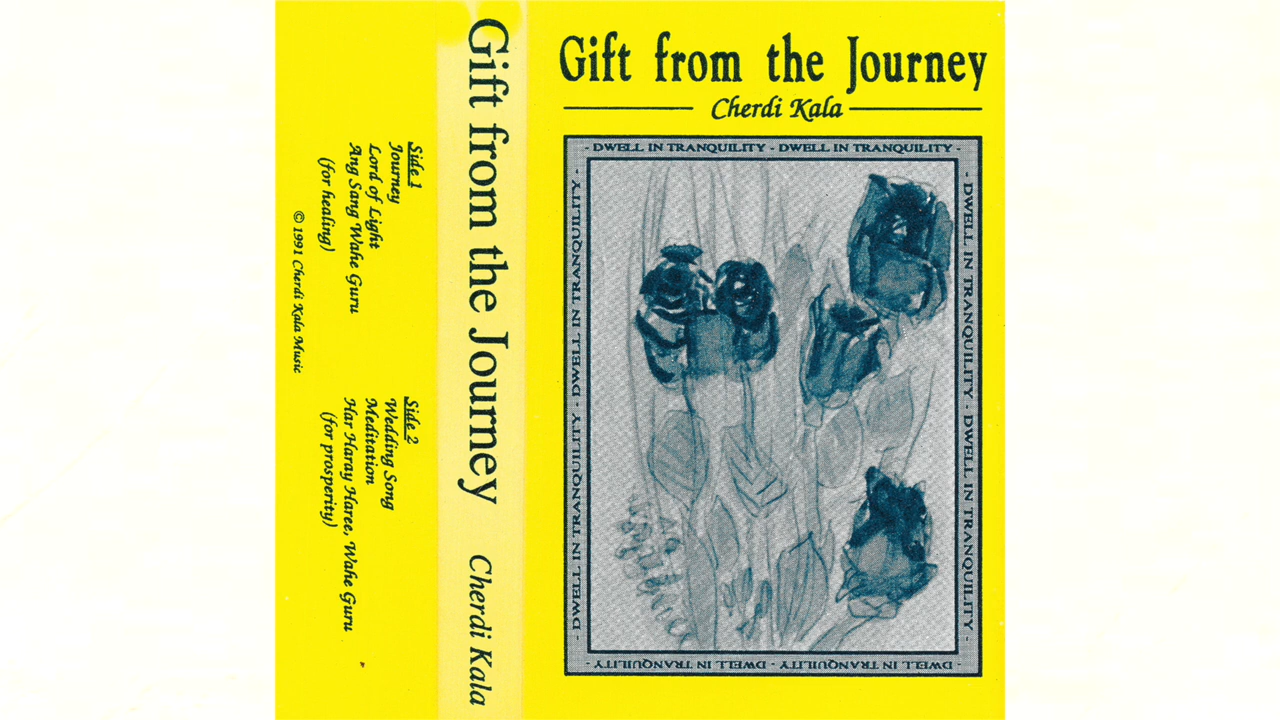 Gift from the Journey
Cherdi Kala
- DWELL IN TRANQUILITY - DWELL IN TRANQUILITY -
- DWELL IN TRANQUILITY - DWELL IN TRANQUILITY -
- DWELL IN TRANQUILITY - DWELL IN TRANQUILITY -
- DWELL IN TRANQUILITY - DWELL IN TRANQUILITY -
Gift from the Journey Cherdi Kala
Side 1
Journey
Lord of Light
Ang Sang Wahe Guru
(for healing)
Side 2
Wedding Song
Meditation
Har Haray Haree, Wahe Guru
(for prosperity)
© 1991 Cherdi Kala Music